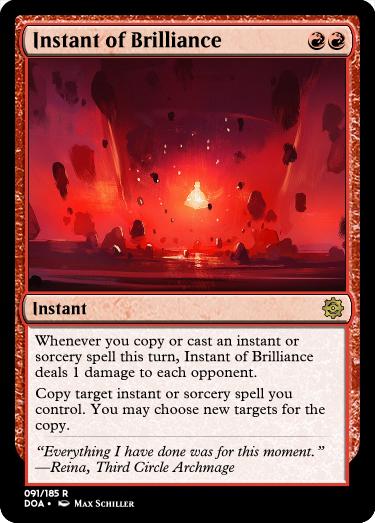 Instant of Brilliance
Instant
Whenever you copy or cast an instant or
sorcery spell this turn, Instant of Brilliance
deals 1 damage to each opponent.
Copy target instant or sorcery spell you
control. You may choose new targets for the
copy.
“Everything I have done was for this moment.”
—Reina, Third Circle Archmage
091/185 R
DOA • Max Schiller